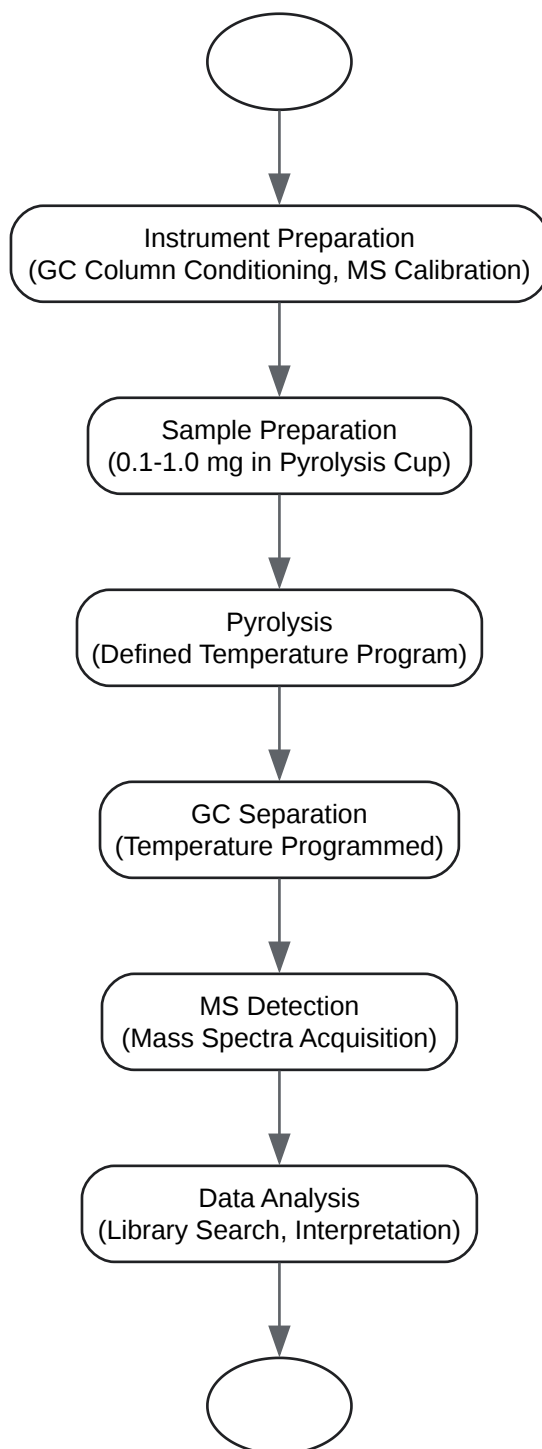 Instrument Preparation
(GC Column Conditioning, MS Calibration)
Sample Preparation
(0.1-1.0 mg in Pyrolysis Cup)
Pyrolysis
(Defined Temperature Program)
GC Separation
(Temperature Programmed)
MS Detection
(Mass Spectra Acquisition)
Data Analysis
(Library Search, Interpretation)